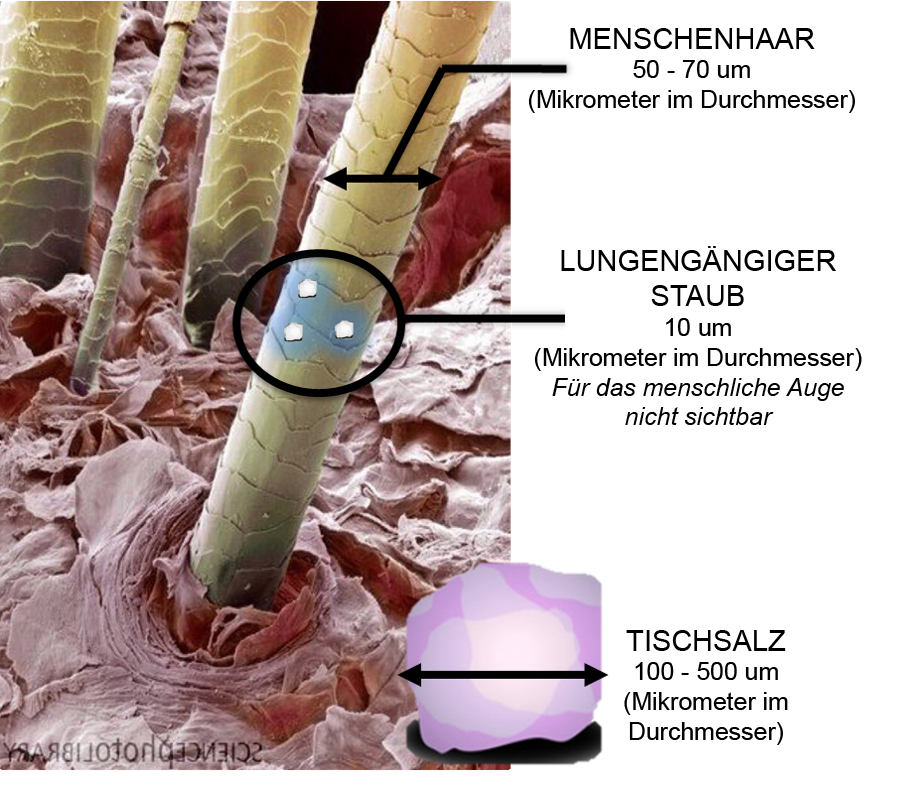 MENSCHENHAAR
50 - 70 um
(Mikrometer im Durchmesser)
LUNGENGÄNGIGER
STAUB
10 um
(Mikrometer im Durchmesser)
Für das menschliche Auge
nicht sichtbar
TISCHSALZ
100 - 500 um
(Mikrometer im
Durchmesser)
SCIENCEphotoLIBRARY